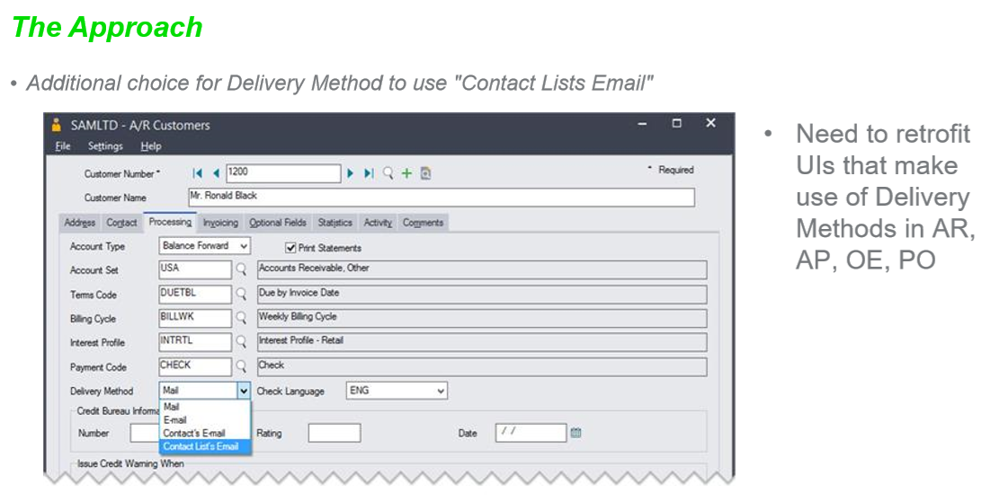 The Approach
• Additional choice for Delivery Method to use "Contact Lists Email"
SAMLTD - A/R Customers
File Settings Help
Customer Number * 1200 * Required
Customer Name Mr. Ronald Black
Address Contact Processing Invoicing Optional Fields Statistics Activity Comments
Account Type Balance Forward Print Statements
Account Set USA Accounts Receivable, Other
Terms Code DUETBL Due by Invoice Date
Billing Cycle BILLWK Weekly Billing Cycle
Interest Profile INTRTL Interest Profile - Retail
Payment Code CHECK Check
Delivery Method Mail Check Language ENG
Mail
Credit Bureau Informa
E-mail
Number Contact's E-mail Rating Date / /
Contact List's Email
Issue Credit Warning When
• Need to retrofit
UIs that make
use of Delivery
Methods in AR,
AP, OE, PO